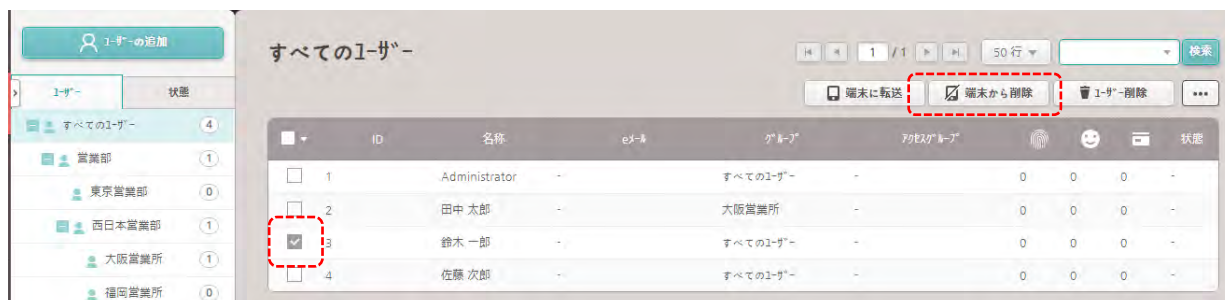 ﾕｰｻﾞｰの追加
ﾕｰｻﾞｰ 状態
すべてのﾕｰｻﾞｰ 4
営業部 1
東京営業部 0
西日本営業部 1
大阪営業所 1
福岡営業所 0
すべてのﾕｰｻﾞｰ
1 / 1 50 行 検索
端末に転送 端末から削除 ﾕｰｻﾞｰ削除 •••
ID 名称 eﾒｰﾙ ｸﾞﾙｰﾌﾟ ｱｸｾｽｸﾞﾙｰﾌﾟ 状態
1 Administrator - すべてのﾕｰｻﾞｰ - 0 0 0 -
2 田中 太郎 - 大阪営業所 - 0 0 0 -
3 鈴木 一郎 - すべてのﾕｰｻﾞｰ - 0 0 0 -
4 佐藤 次郎 - すべてのﾕｰｻﾞｰ - 0 0 0 -